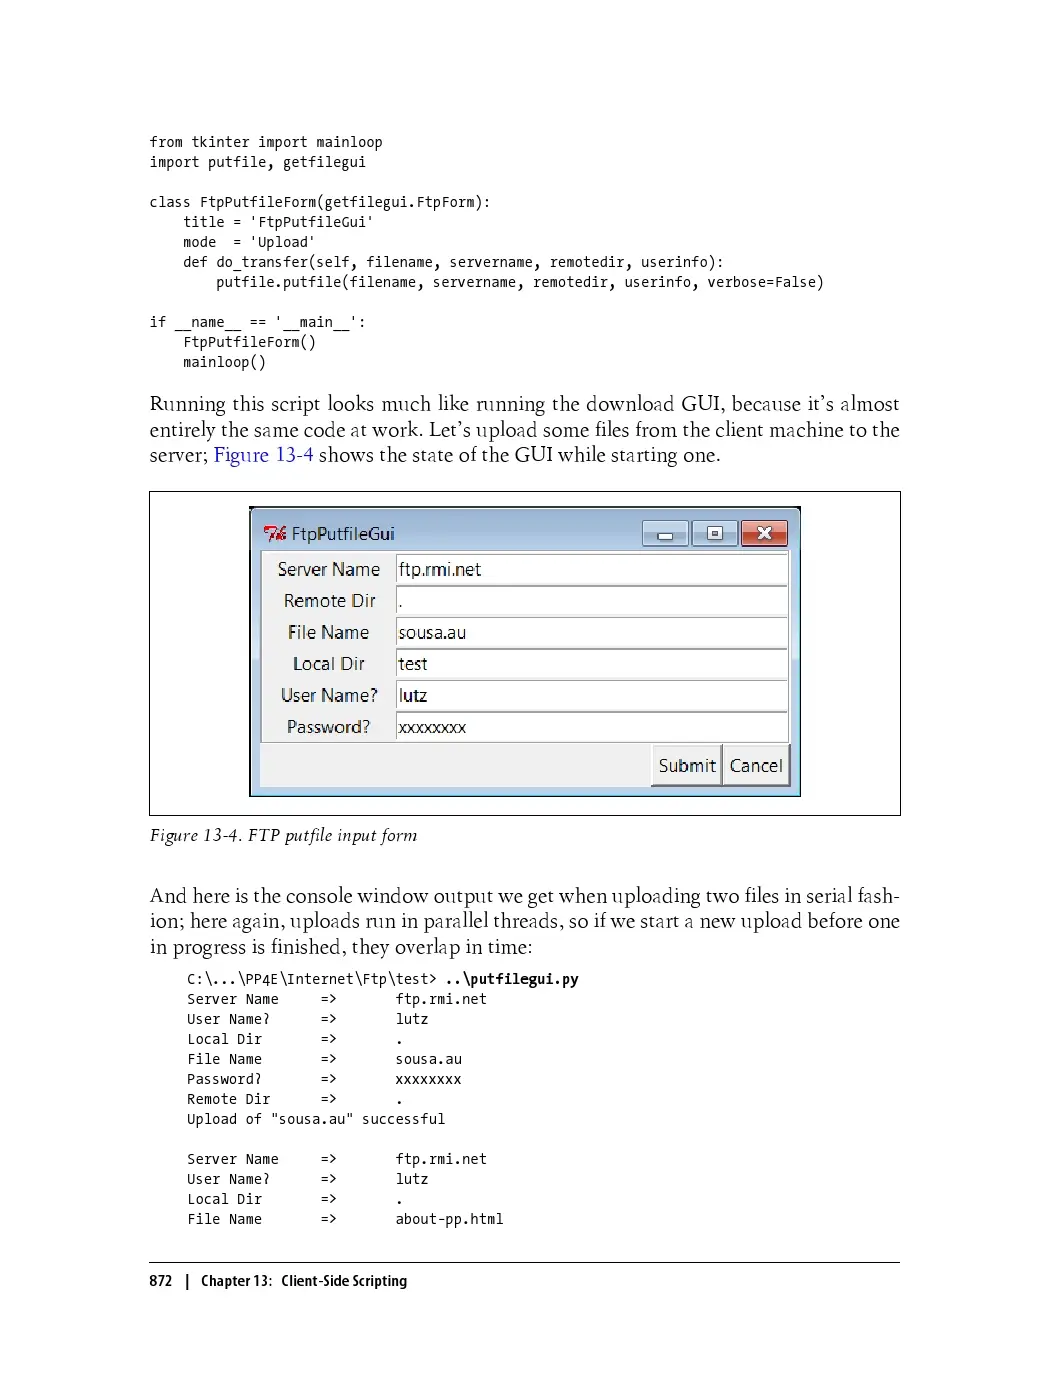 from tkinter import mainloop
import putfile, getfilegui
class FtpPutfileForm(getfilegui.FtpForm):
    title = 'FtpPutfileGui'
    mode  = 'Upload'
    def do_transfer(self, filename, servername, remotedir, userinfo):
        putfile.putfile(filename, servername, remotedir, userinfo, verbose=False)
if __name__ == '__main__':
    FtpPutfileForm()
    mainloop()
Running this script looks much like running the download GUI, because it's almost
entirely the same code at work. Let's upload some files from the client machine to the
server; Figure 13-4 shows the state of the GUI while starting one.
FtpPutfileGui
Server Name ftp.rmi.net
Remote Dir .
File Name sousa.au
Local Dir test
User Name? lutz
Password? xxxxxxxx
Submit Cancel
Figure 13-4. FTP putfile input form
And here is the console window output we get when uploading two files in serial fash-
ion; here again, uploads run in parallel threads, so if we start a new upload before one
in progress is finished, they overlap in time:
C:\...\PP4E\Internet\Ftp\test> ..\putfilegui.py
Server Name     =>       ftp.rmi.net
User Name?      =>       lutz
Local Dir       =>       .
File Name       =>       sousa.au
Password?       =>       xxxxxxxx
Remote Dir      =>       .
Upload of "sousa.au" successful
Server Name     =>       ftp.rmi.net
User Name?      =>       lutz
Local Dir       =>       .
File Name       =>       about-pp.html
872 | Chapter 13: Client-Side Scripting